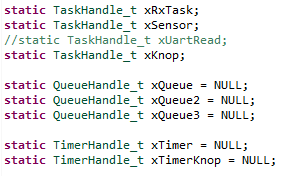 static TaskHandle_t xRxTask;
static TaskHandle_t xSensor;
//static TaskHandle_t xUartRead;
static TaskHandle_t xKnop;
static QueueHandle_t xQueue = NULL;
static QueueHandle_t xQueue2 = NULL;
static QueueHandle_t xQueue3 = NULL;
static TimerHandle_t xTimer = NULL;
static TimerHandle_t xTimerKnop = NULL;